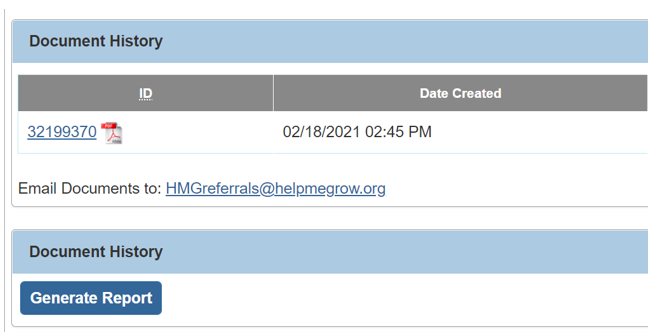 Document History
ID Date Created
32199370 PDF 02/18/2021 02:45 PM
Email Documents to: HMGreferrals@helpmegrow.org
Document History
Generate Report